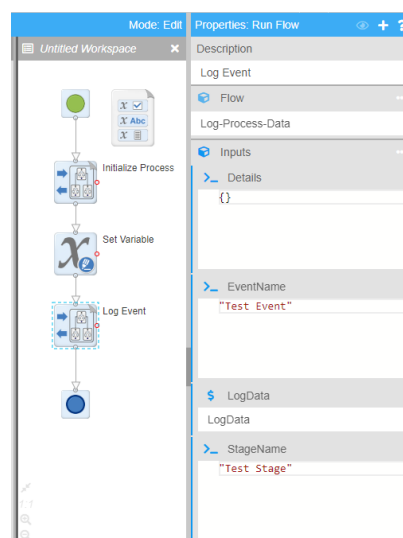 Mode: Edit
Untitled Workspace
x
x Abc
x
Initialize Process
Set Variable
X
Log Event
Properties: Run Flow
Description
Log Event
Flow
Log-Process-Data
Inputs
>_ Details
{}
>_ EventName
"Test Event"
$ LogData
LogData
>_ StageName
"Test Stage"